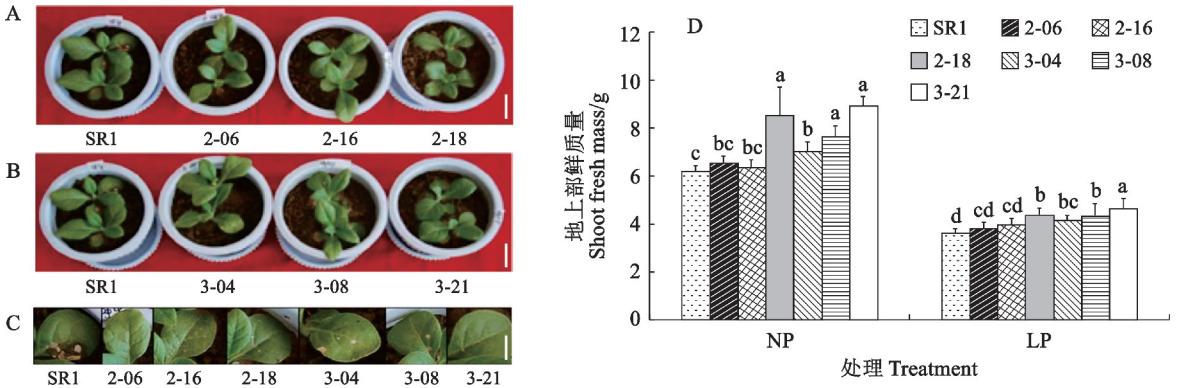 A
SR1 2-06 2-16 2-18
B
SR1 3-04 3-08 3-21
C
SR1 2-06 2-16 2-18 3-04 3-08 3-21
D
SR1 2-06 2-16
2-18 3-04 3-08
3-21
地上部鲜质量
Shoot fresh mass/g
12
10
8
6
4
2
0
c bc bc a b a a
d cd cd b bc b a
NP LP
处理 Treatment